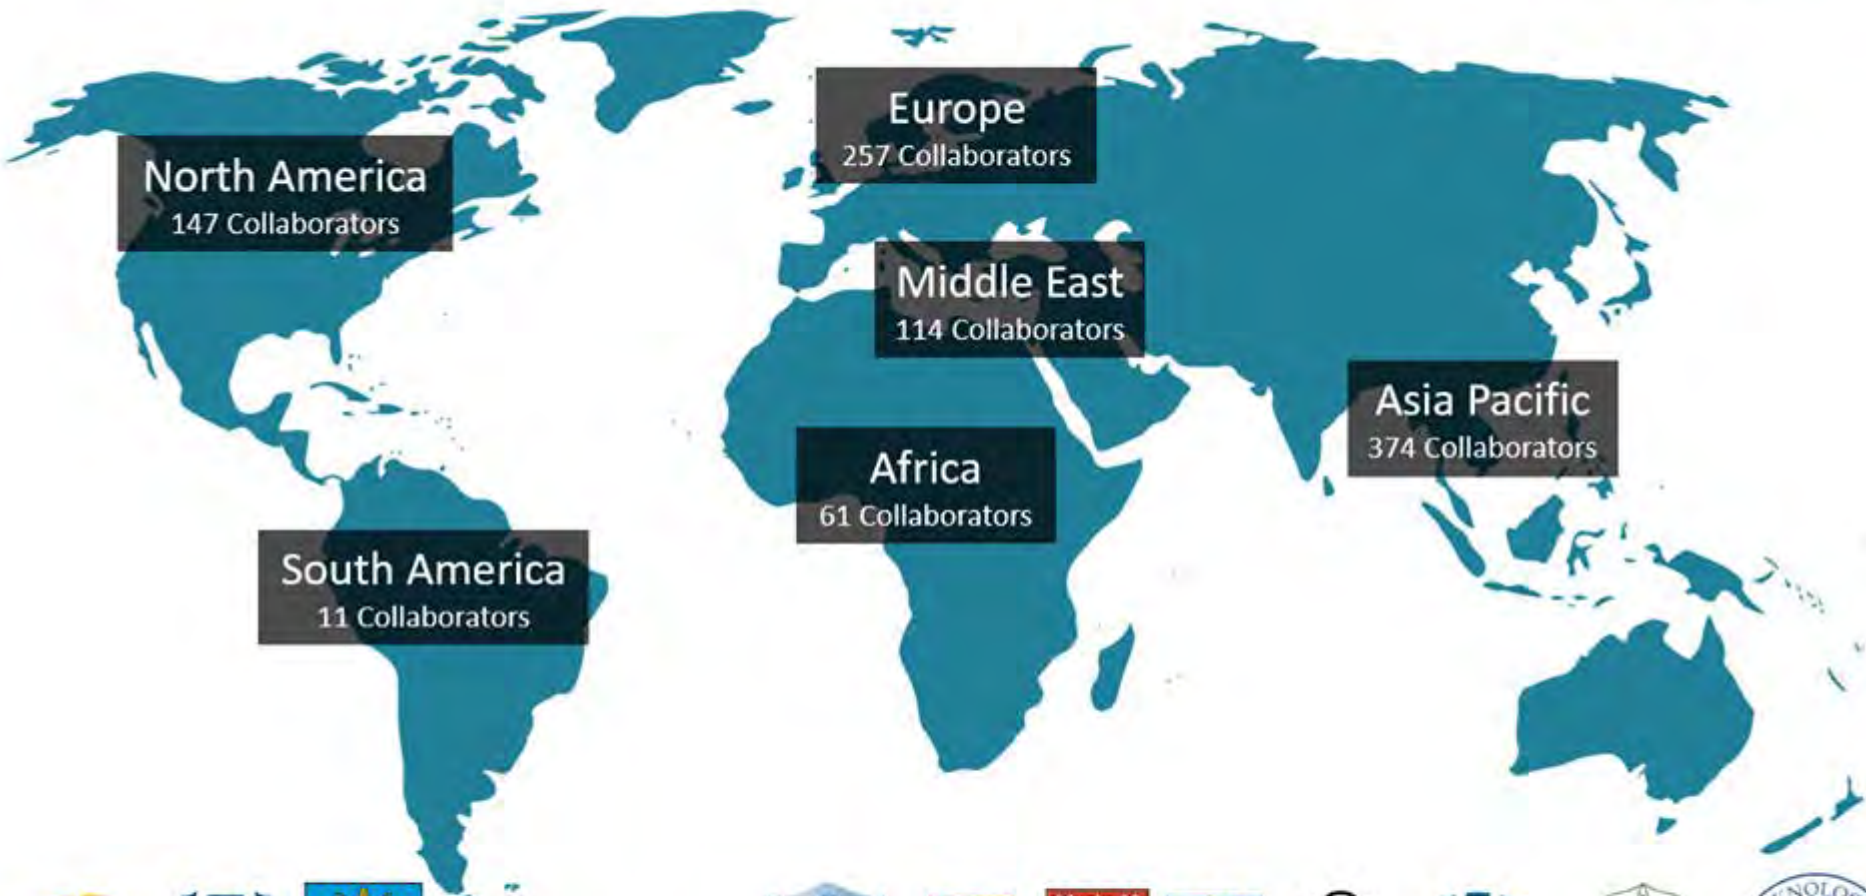 Europe
257 Collaborators
North America
147 Collaborators
Middle East
114 Collaborators
Asia Pacific
374 Collaborators
Africa
61 Collaborators
South America
11 Collaborators